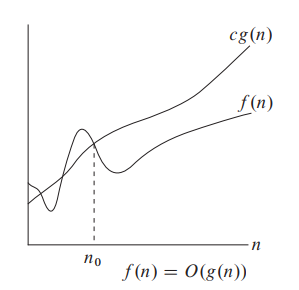 cg(n)
f(n)
n
n₀
f(n) = O(g(n))